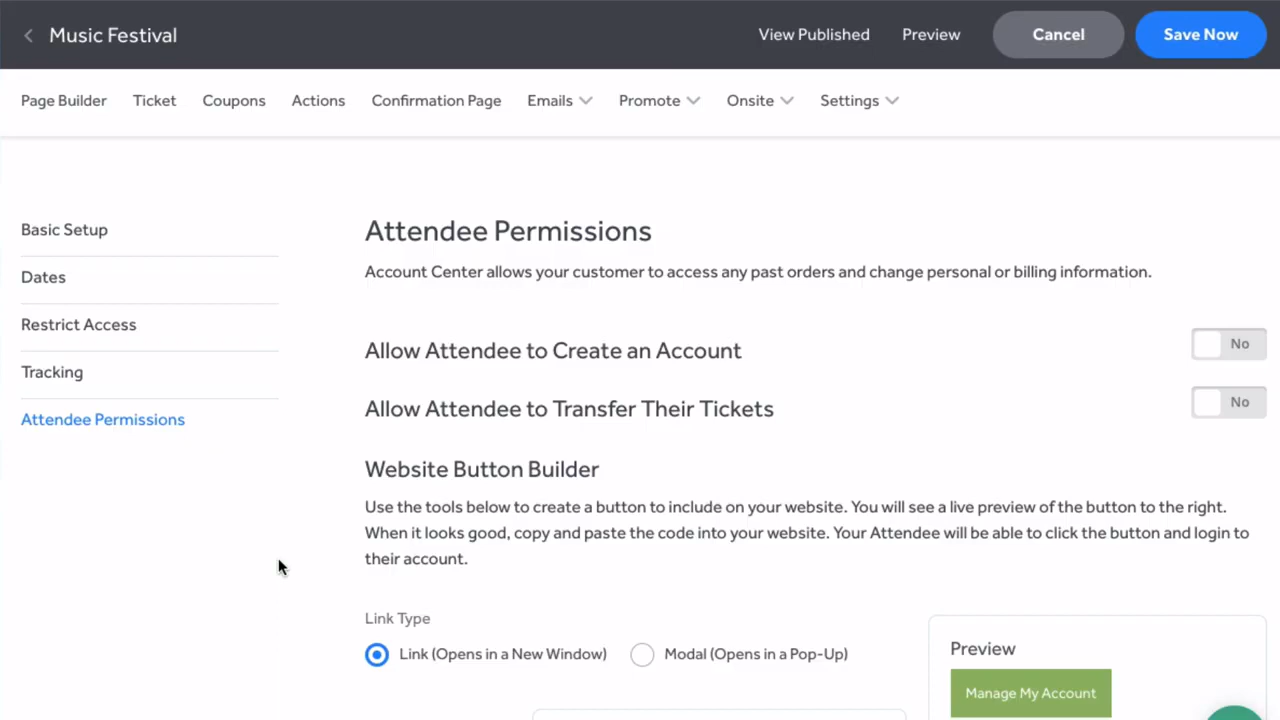 Music Festival
View Published
Preview
Cancel
Save Now
Page Builder
Ticket
Coupons
Actions
Confirmation Page
Emails
Promote
Onsite
Settings
Basic Setup
Dates
Restrict Access
Tracking
Attendee Permissions
Attendee Permissions
Account Center allows your customer to access any past orders and change personal or billing information.
Allow Attendee to Create an Account
No
Allow Attendee to Transfer Their Tickets
No
Website Button Builder
Use the tools below to create a button to include on your website. You will see a live preview of the button to the right.
When it looks good, copy and paste the code into your website. Your Attendee will be able to click the button and login to
their account.
Link Type
Link (Opens in a New Window)
Modal (Opens in a Pop-Up)
Preview
Manage My Account